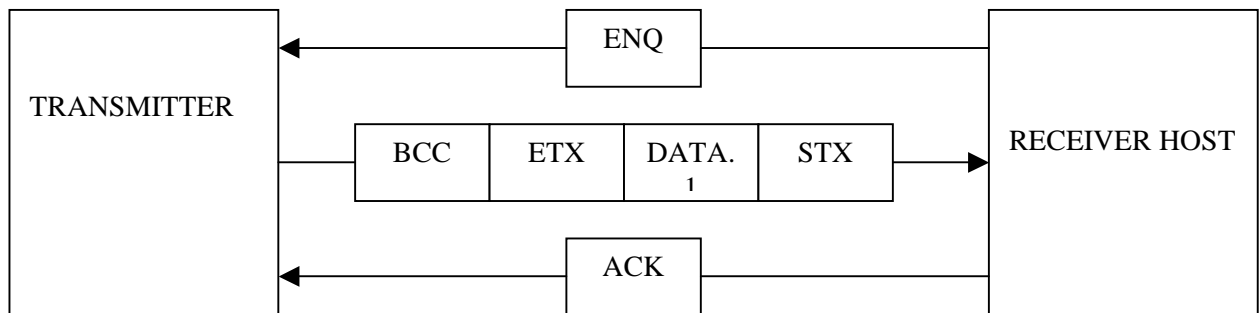 ENQ
TRANSMITTER
BCC ETX DATA. STX
1
RECEIVER HOST
ACK